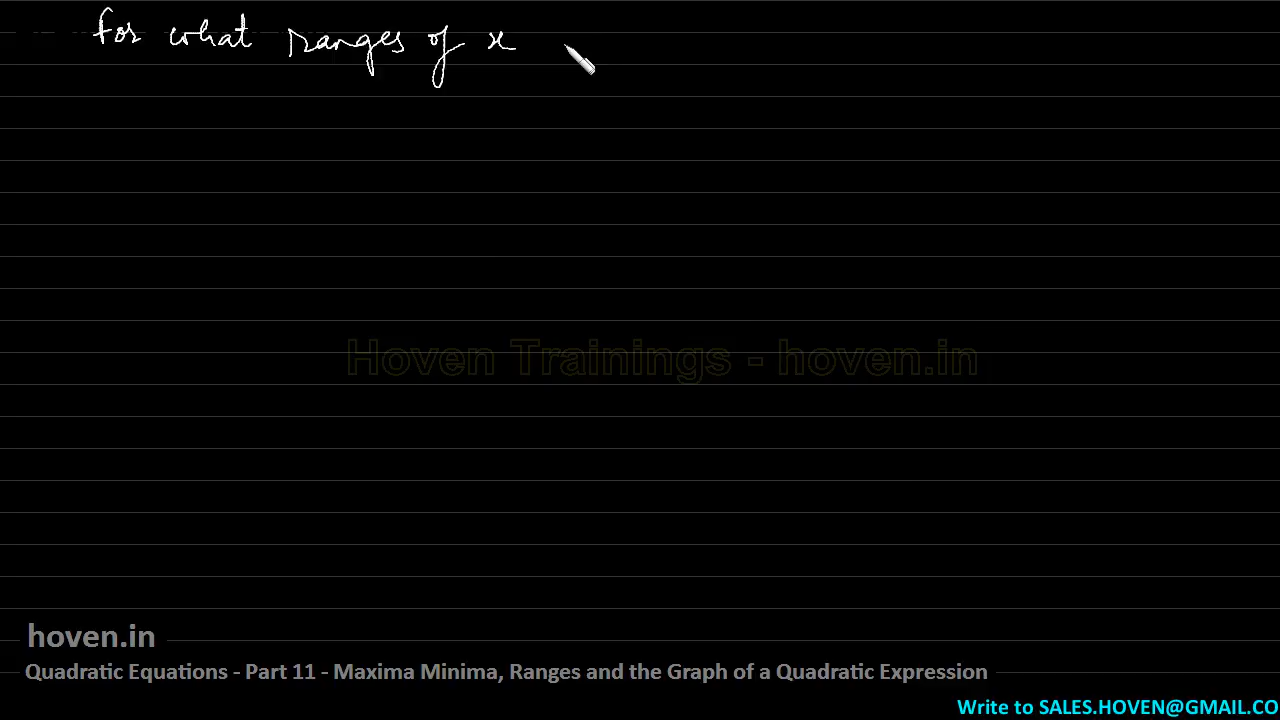 for what ranges of x
Hoven Trainings - hoven.in
hoven.in
Quadratic Equations - Part 11 - Maxima Minima, Ranges and the Graph of a Quadratic Expression
Write to SALES.HOVEN@GMAIL.CO